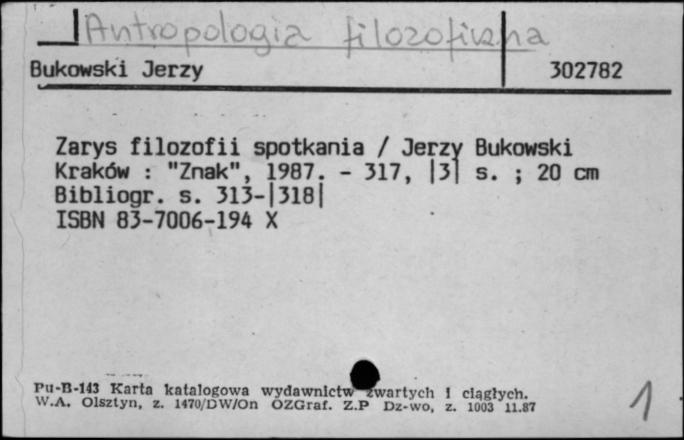 Antropologia filozoficzna
Bukowski Jerzy 302782
Zarys filozofii spotkania / Jerzy Bukowski
Kraków : "Znak", 1987. - 317, |3| s. ; 20 cm
Bibliogr. s. 313-|318|
ISBN 83-7006-194 X
Pu-B-143 Karta katalogowa wydawnictw zwartych i ciągłych.
W.A. Olsztyn, z. 1470/DW/On OZGraf. Z.P Dz-wo, z. 1003 11.87
1